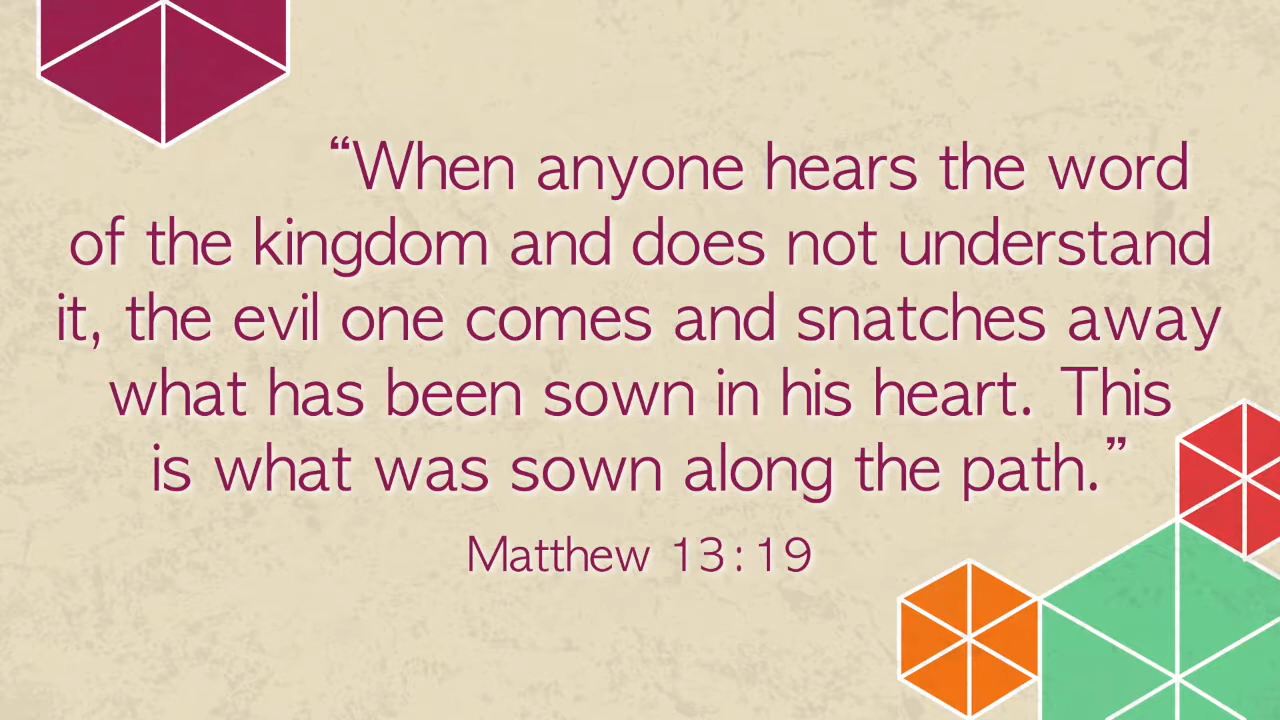 “When anyone hears the word
of the kingdom and does not understand
it, the evil one comes and snatches away
what has been sown in his heart. This
is what was sown along the path.”
Matthew 13:19